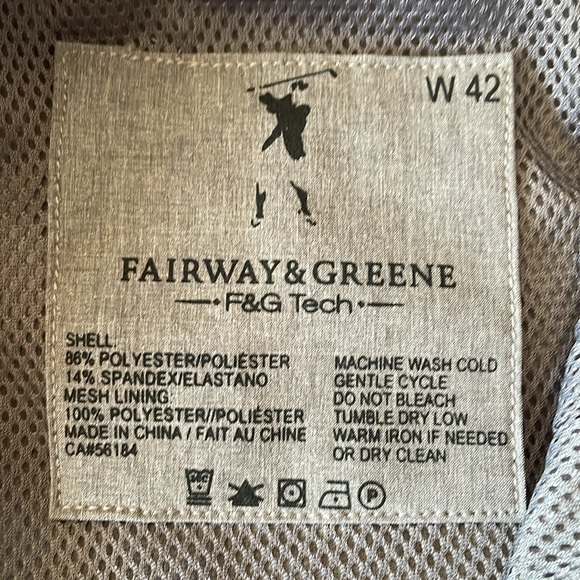 W 42
FAIRWAY & GREENE
F&G Tech
SHELL:
86% POLYESTER/POLIÉSTER
14% SPANDEX/ELASTANO
MESH LINING:
100% POLYESTER//POLIÉSTER
MADE IN CHINA / FAIT AU CHINE
CA#56184
MACHINE WASH COLD
GENTLE CYCLE
DO NOT BLEACH
TUMBLE DRY LOW
WARM IRON IF NEEDED
OR DRY CLEAN
P